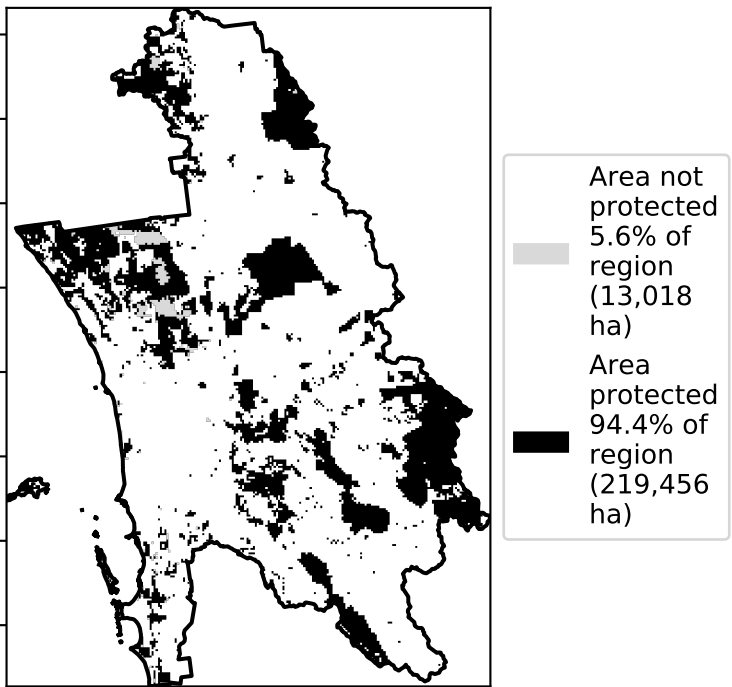 Area not
protected
5.6% of
region
(13,018
ha)
Area
protected
94.4% of
region
(219,456
ha)